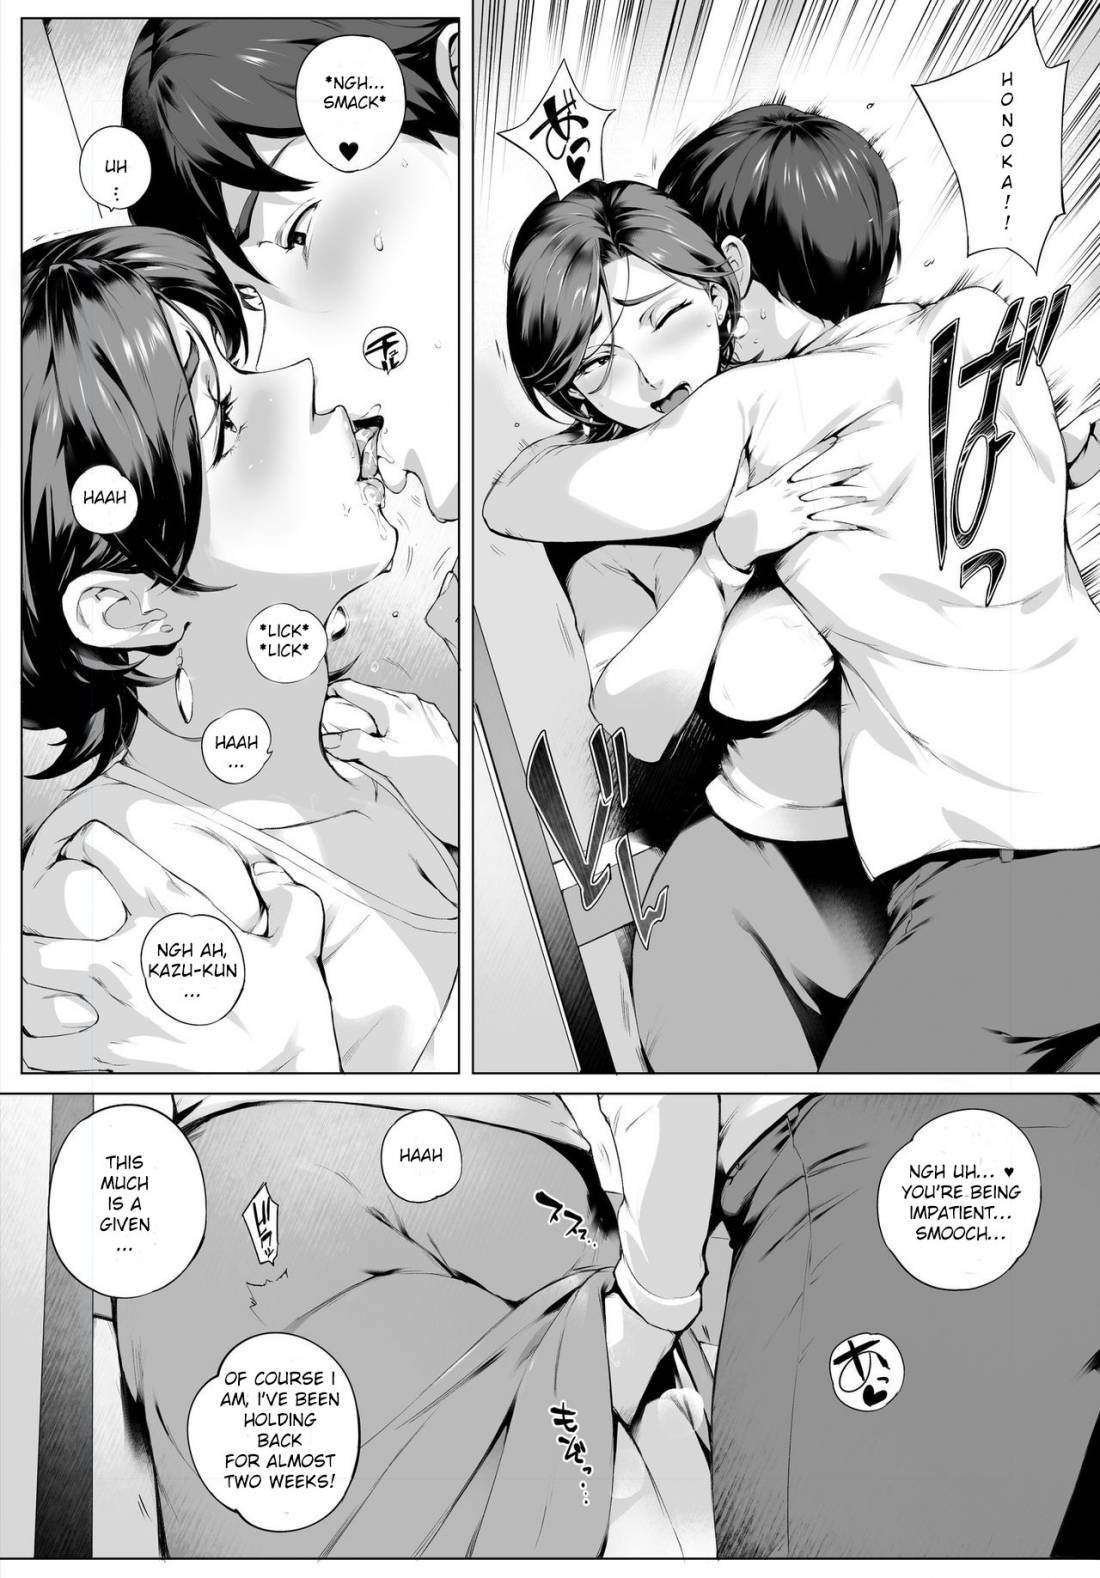 HONOKA!!
あっ♥
ばっ
*NGH...
SMACK*
♥
UH
...
HAAH
*LICK*
*LICK*
HAAH
...
NGH AH,
KAZU-KUN
...
NGH UH... ♥
YOU'RE BEING
IMPATIENT...
SMOOCH...
あっ♥
HAAH
OF COURSE I
AM, I'VE BEEN
HOLDING
BACK
FOR ALMOST
TWO WEEKS!
THIS
MUCH
IS A
GIVEN
...